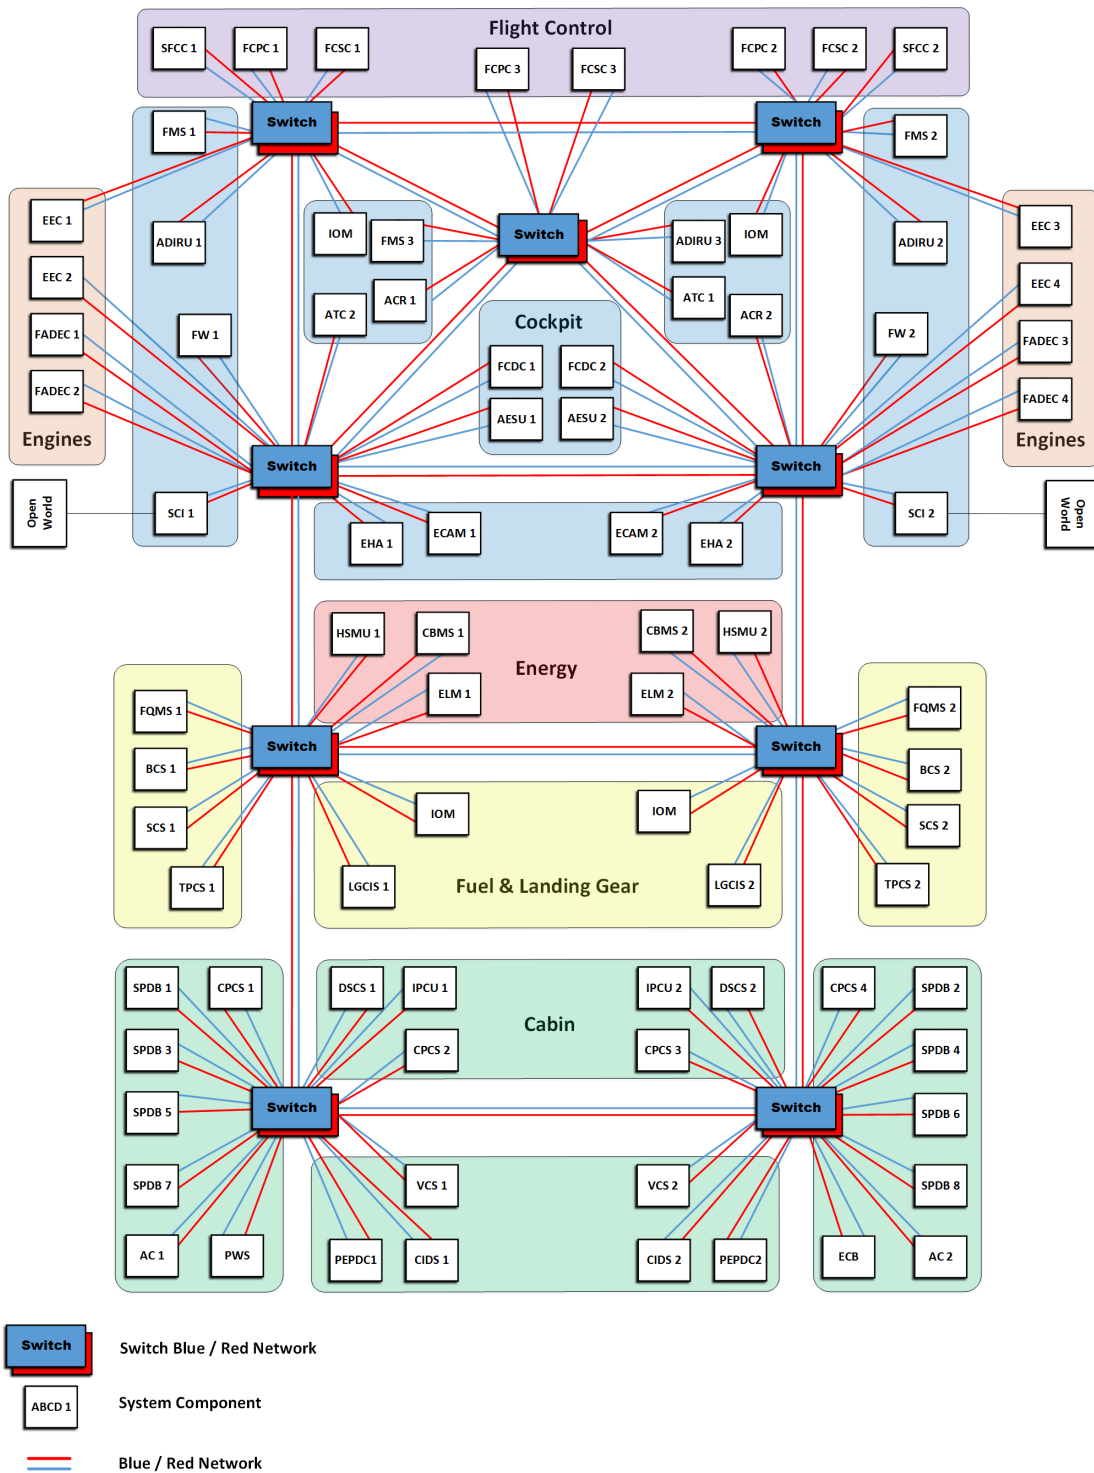 Flight Control
SFCC 1
FCPC 1
FCSC 1
FCPC 3
FCSC 3
FCPC 2
FCSC 2
SFCC 2
Switch
Switch
FMS 1
FMS 2
EEC 1
ADIRU 1
IOM
FMS 3
Switch
ADIRU 3
IOM
ADIRU 2
EEC 3
EEC 2
ACR 1
ATC 2
ATC 1
ACR 2
EEC 4
FADEC 1
FW 1
Cockpit
FW 2
FADEC 3
FADEC 2
FCDC 1
FCDC 2
FADEC 4
AESU 1
AESU 2
Engines
Engines
Switch
Switch
Open
World
SCI 1
SCI 2
Open
World
EHA 1
ECAM 1
ECAM 2
EHA 2
HSMU 1
CBMS 1
CBMS 2
HSMU 2
Energy
ELM 1
ELM 2
FQMS 1
FQMS 2
Switch
Switch
BCS 1
BCS 2
IOM
IOM
SCS 1
SCS 2
TPCS 1
LGCIS 1
Fuel & Landing Gear
LGCIS 2
TPCS 2
SPDB 1
CPCS 1
DSCS 1
IPCU 1
IPCU 2
DSCS 2
CPCS 4
SPDB 2
Cabin
SPDB 3
CPCS 2
CPCS 3
SPDB 4
Switch
Switch
SPDB 5
SPDB 6
SPDB 7
VCS 1
VCS 2
SPDB 8
AC 1
PWS
PEPDC1
CIDS 1
CIDS 2
PEPDC2
ECB
AC 2
Switch
Switch Blue / Red Network
ABCD 1
System Component
Blue / Red Network